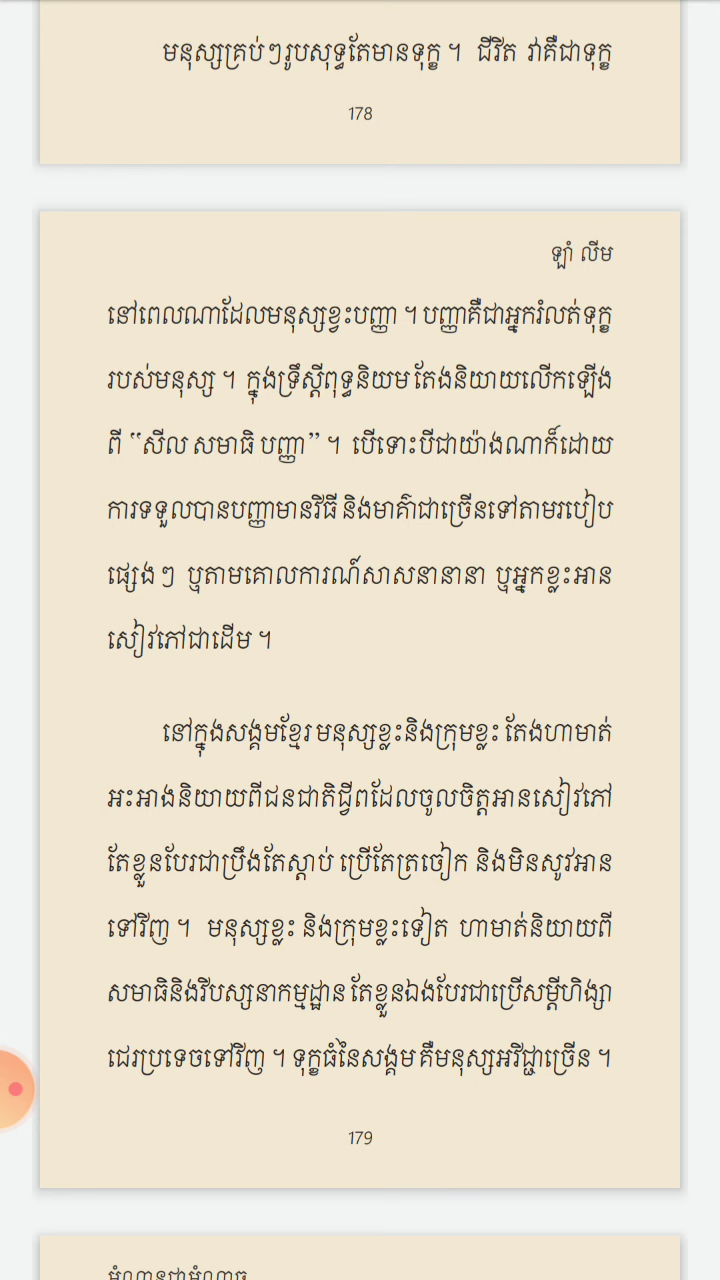 មនុស្សគ្រប់ៗរូបសុទ្ធតែមានទុក្ខ ។ ជីវិត វាគឺជាទុក្ខ
178
ឡាំ លីម
នៅពេលណាដែលមនុស្សខ្វះបញ្ញា ។ បញ្ញាគឺជាអ្នករំលត់ទុក្ខ
របស់មនុស្ស ។ ក្នុងទ្រឹស្តីពុទ្ធនិយម តែងនិយាយលើកឡើង
ពី “សីល សមាធិ បញ្ញា” ។ បើទោះបីជាយ៉ាងណាក៏ដោយ
ការទទួលបានបញ្ញាមានវិធី និងមាគ៌ាជាច្រើនទៅតាមរបៀប
ផ្សេងៗ ឬតាមគោលការណ៍សាសនានានា ឬអ្នកខ្លះអាន
សៀវភៅជាដើម ។
នៅក្នុងសង្គមខ្មែរ មនុស្សខ្លះនិងក្រុមខ្លះ តែងហាមាត់
អះអាងនិយាយពីជនជាតិជ្វីពដែលចូលចិត្តអានសៀវភៅ
តែខ្លួនបែរជាប្រឹងតែស្តាប់ ប្រើតែត្រចៀក និងមិនសូវអាន
ទៅវិញ ។ មនុស្សខ្លះ និងក្រុមខ្លះទៀត ហាមាត់និយាយពី
សមាធិនិងវិបស្សនាកម្មដ្ឋាន តែខ្លួនឯងបែរជាប្រើសម្តីហិង្សា
ជេរប្រទេចទៅវិញ ។ ទុក្ខធំនៃសង្គម គឺមនុស្សអវិជ្ជាច្រើន ។
179